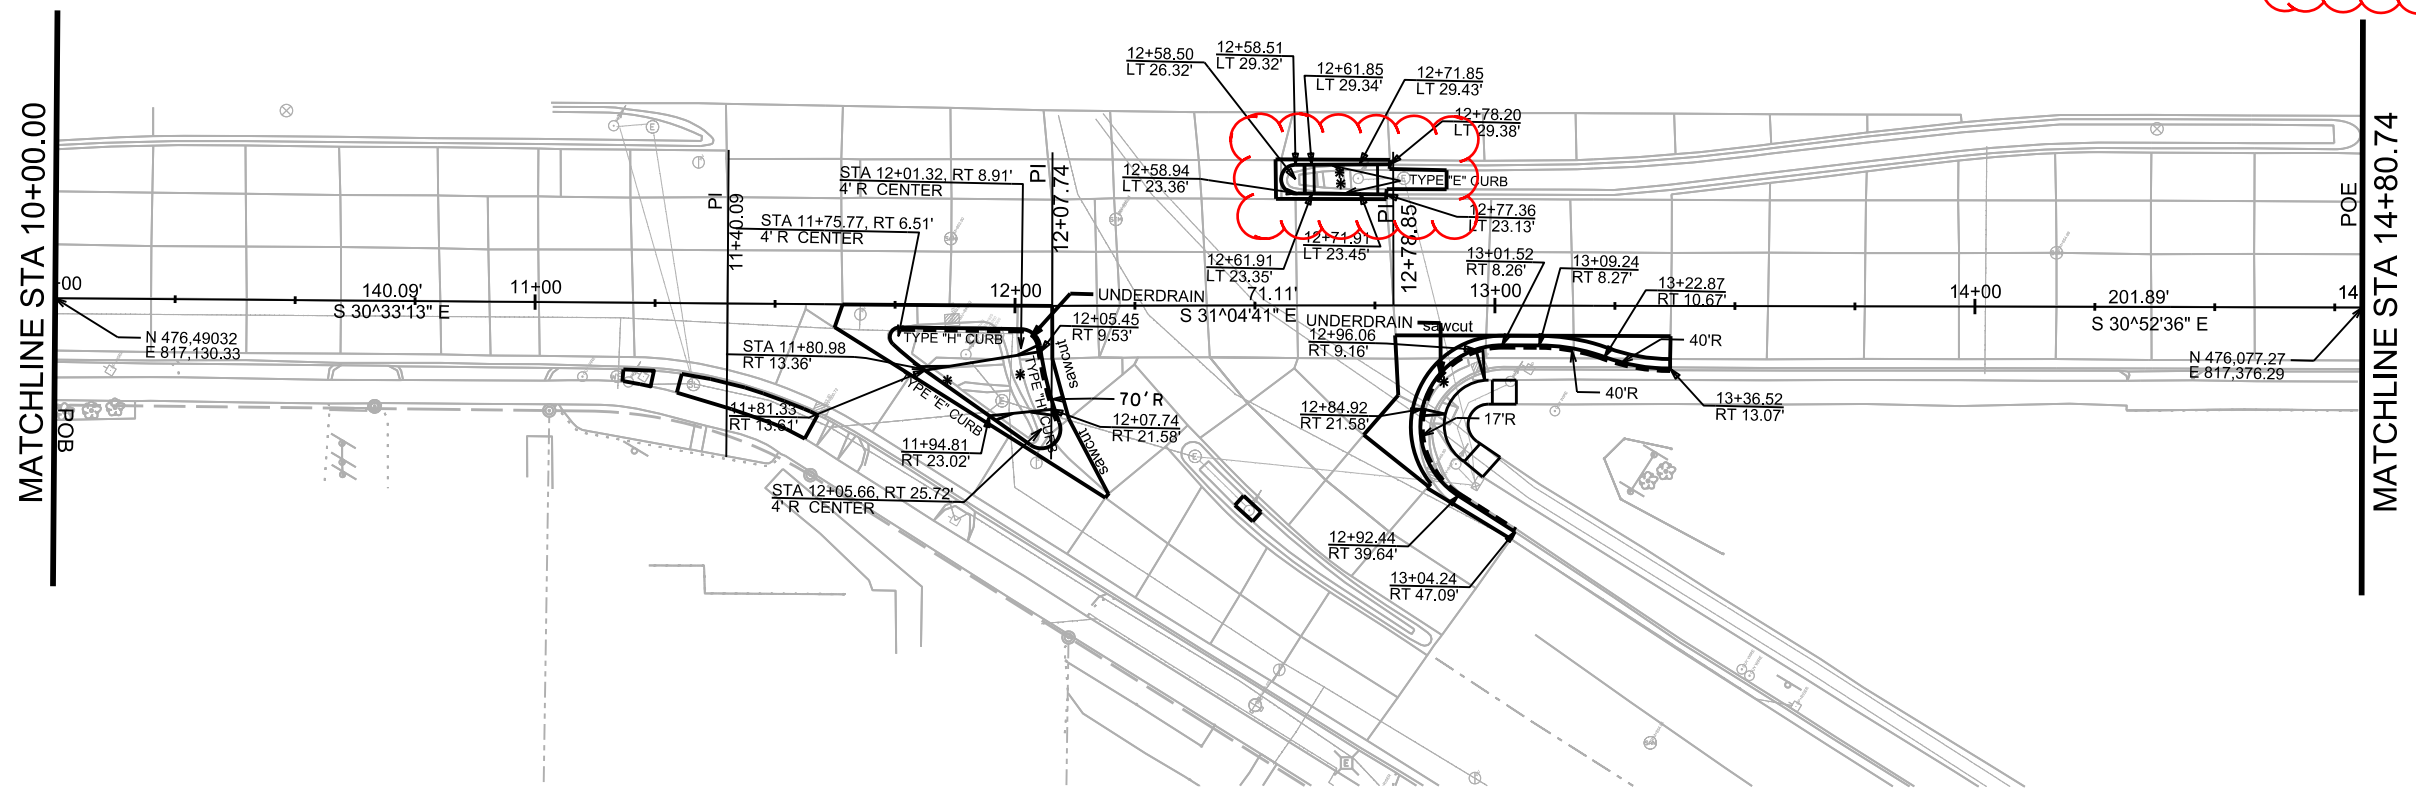 MATCHLINE STA 10+00.00
POB
+00
N 476,49032
E 817,130.33
140.09'
S 30^33'13" E
11+00
PI
11+40.09
STA 12+01.32, RT 8.91'
4' R CENTER
STA 11+75.77, RT 6.51'
4' R CENTER
STA 11+80.98
RT 13.36'
11+81.33
RT 13.61'
11+94.81
RT 23.02'
STA 12+05.66, RT 25.72'
4' R CENTER
TYPE "H" CURB
TYPE "E" CURB
TYPE "H" CURB
12+00
PI
12+07.74
UNDERDRAIN
12+05.45
RT 9.53'
sawcut
70'R
12+07.74
RT 21.58'
sawcut
12+58.50
LT 26.32'
12+58.51
LT 29.32'
12+61.85
LT 29.34'
12+71.85
LT 29.43'
12+78.20
LT 29.38'
12+58.94
LT 23.36'
TYPE "E" CURB
12+77.36
LT 23.13'
12+71.91
LT 23.45'
12+61.91
LT 23.35'
PI
12+78.85
71.11'
S 31^04'41" E
UNDERDRAIN
sawcut
12+96.06
RT 9.16'
13+00
13+01.52
RT 8.26'
13+09.24
RT 8.27'
13+22.87
RT 10.67'
40'R
40'R
13+36.52
RT 13.07'
12+84.92
RT 21.58'
17'R
12+92.44
RT 39.64'
13+04.24
RT 47.09'
14+00
201.89'
S 30^52'36" E
14
N 476,077.27
E 817,376.29
POE
MATCHLINE STA 14+80.74